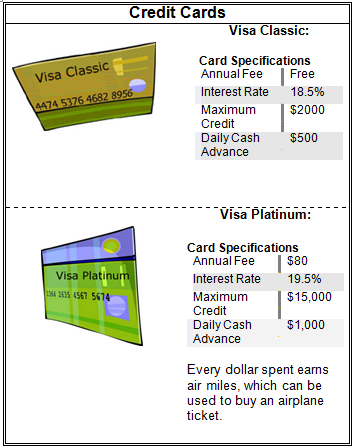 Credit Cards
Visa Classic:
Visa Classic
4474 5376 4682 8956
Card Specifications
Annual Fee Free
Interest Rate 18.5%
Maximum $2000
Credit
Daily Cash $500
Advance
Visa Platinum:
Visa Platinum
1364 2635 4567 5674
Card Specifications
Annual Fee $80
Interest Rate 19.5%
Maximum $15,000
Credit
Daily Cash $1,000
Advance
Every dollar spent earns
air miles, which can be
used to buy an airplane
ticket.